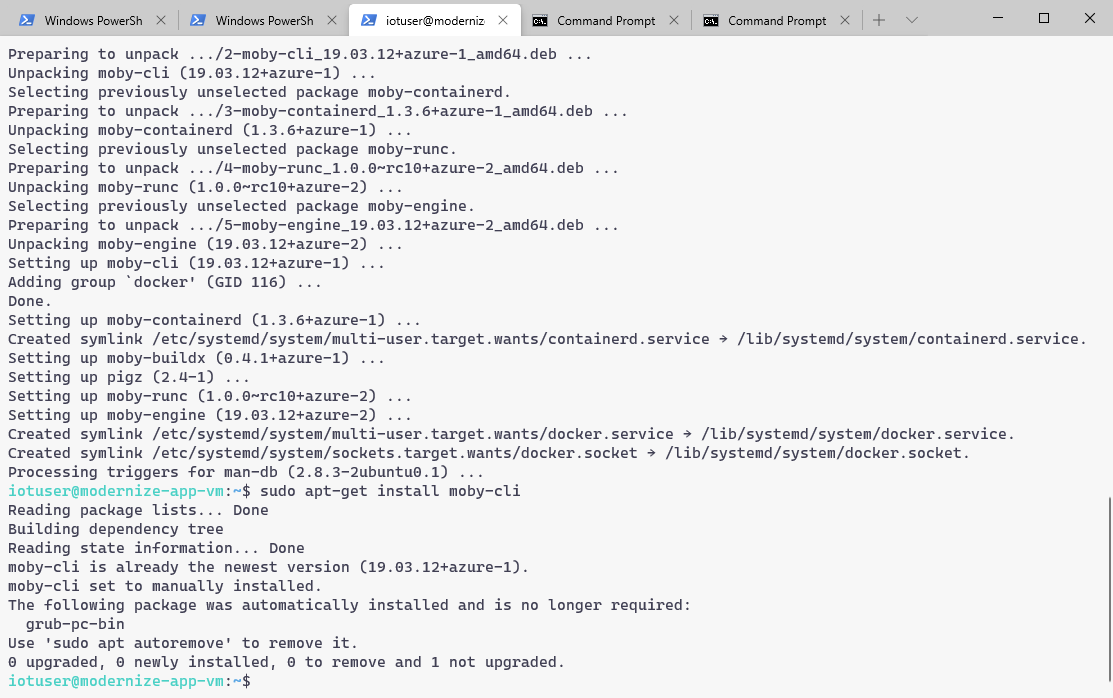 Windows PowerSh
Windows PowerSh
iotuser@moderniz
Command Prompt
Command Prompt
Preparing to unpack .../2-moby-cli_19.03.12+azure-1_amd64.deb ...
Unpacking moby-cli (19.03.12+azure-1) ...
Selecting previously unselected package moby-containerd.
Preparing to unpack .../3-moby-containerd_1.3.6+azure-1_amd64.deb ...
Unpacking moby-containerd (1.3.6+azure-1) ...
Selecting previously unselected package moby-runc.
Preparing to unpack .../4-moby-runc_1.0.0~rc10+azure-2_amd64.deb ...
Unpacking moby-runc (1.0.0~rc10+azure-2) ...
Selecting previously unselected package moby-engine.
Preparing to unpack .../5-moby-engine_19.03.12+azure-2_amd64.deb ...
Unpacking moby-engine (19.03.12+azure-2) ...
Setting up moby-cli (19.03.12+azure-1) ...
Adding group `docker' (GID 116) ...
Done.
Setting up moby-containerd (1.3.6+azure-1) ...
Created symlink /etc/systemd/system/multi-user.target.wants/containerd.service → /lib/systemd/system/containerd.service.
Setting up moby-buildx (0.4.1+azure-1) ...
Setting up pigz (2.4-1) ...
Setting up moby-runc (1.0.0~rc10+azure-2) ...
Setting up moby-engine (19.03.12+azure-2) ...
Created symlink /etc/systemd/system/multi-user.target.wants/docker.service → /lib/systemd/system/docker.service.
Created symlink /etc/systemd/system/sockets.target.wants/docker.socket → /lib/systemd/system/docker.socket.
Processing triggers for man-db (2.8.3-2ubuntu0.1) ...
iotuser@modernize-app-vm:~$ sudo apt-get install moby-cli
Reading package lists... Done
Building dependency tree
Reading state information... Done
moby-cli is already the newest version (19.03.12+azure-1).
moby-cli set to manually installed.
The following package was automatically installed and is no longer required:
  grub-pc-bin
Use 'sudo apt autoremove' to remove it.
0 upgraded, 0 newly installed, 0 to remove and 1 not upgraded.
iotuser@modernize-app-vm:~$